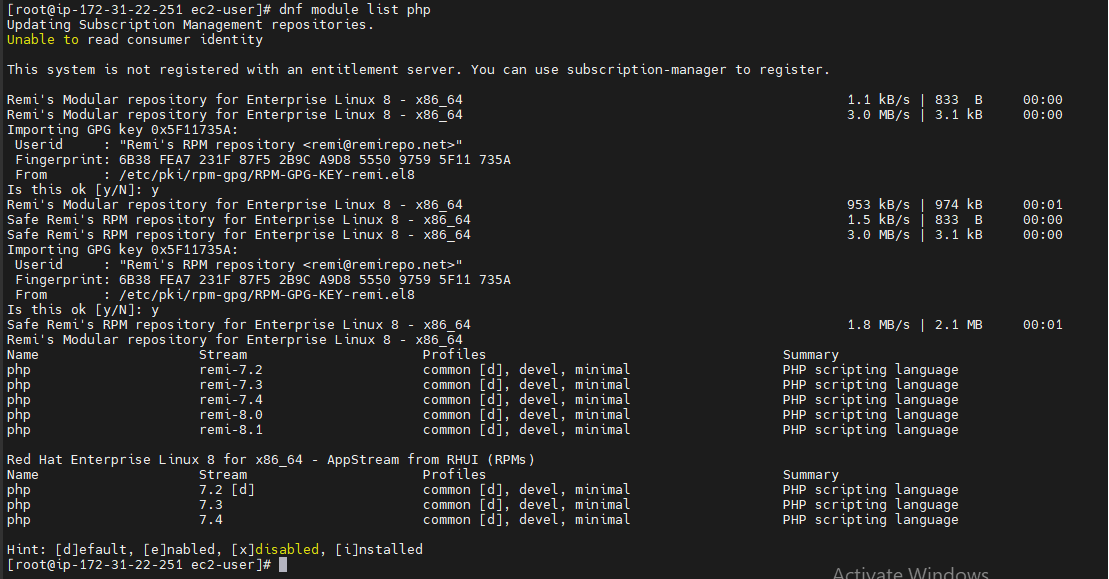 [root@ip-172-31-22-251 ec2-user]# dnf module list php
Updating Subscription Management repositories.
Unable to read consumer identity
This system is not registered with an entitlement server. You can use subscription-manager to register.
Remi's Modular repository for Enterprise Linux 8 - x86_64 1.1 kB/s | 833 B 00:00
Remi's Modular repository for Enterprise Linux 8 - x86_64 3.0 MB/s | 3.1 kB 00:00
Importing GPG key 0x5F11735A:
Userid : "Remi's RPM repository <remi@remirepo.net>"
Fingerprint: 6B38 FEA7 231F 87F5 2B9C A9D8 5550 9759 5F11 735A
From : /etc/pki/rpm-gpg/RPM-GPG-KEY-remi.el8
Is this ok [y/N]: y
Remi's Modular repository for Enterprise Linux 8 - x86_64 953 kB/s | 974 kB 00:01
Safe Remi's RPM repository for Enterprise Linux 8 - x86_64 1.5 kB/s | 833 B 00:00
Safe Remi's RPM repository for Enterprise Linux 8 - x86_64 3.0 MB/s | 3.1 kB 00:00
Importing GPG key 0x5F11735A:
Userid : "Remi's RPM repository <remi@remirepo.net>"
Fingerprint: 6B38 FEA7 231F 87F5 2B9C A9D8 5550 9759 5F11 735A
From : /etc/pki/rpm-gpg/RPM-GPG-KEY-remi.el8
Is this ok [y/N]: y
Safe Remi's RPM repository for Enterprise Linux 8 - x86_64 1.8 MB/s | 2.1 MB 00:01
Remi's Modular repository for Enterprise Linux 8 - x86_64
Name Stream Profiles Summary
php remi-7.2 common [d], devel, minimal PHP scripting language
php remi-7.3 common [d], devel, minimal PHP scripting language
php remi-7.4 common [d], devel, minimal PHP scripting language
php remi-8.0 common [d], devel, minimal PHP scripting language
php remi-8.1 common [d], devel, minimal PHP scripting language
Red Hat Enterprise Linux 8 for x86_64 - AppStream from RHUI (RPMs)
Name Stream Profiles Summary
php 7.2 [d] common [d], devel, minimal PHP scripting language
php 7.3 common [d], devel, minimal PHP scripting language
php 7.4 common [d], devel, minimal PHP scripting language
Hint: [d]efault, [e]nabled, [x]disabled, [i]nstalled
[root@ip-172-31-22-251 ec2-user]#
Activate Windows